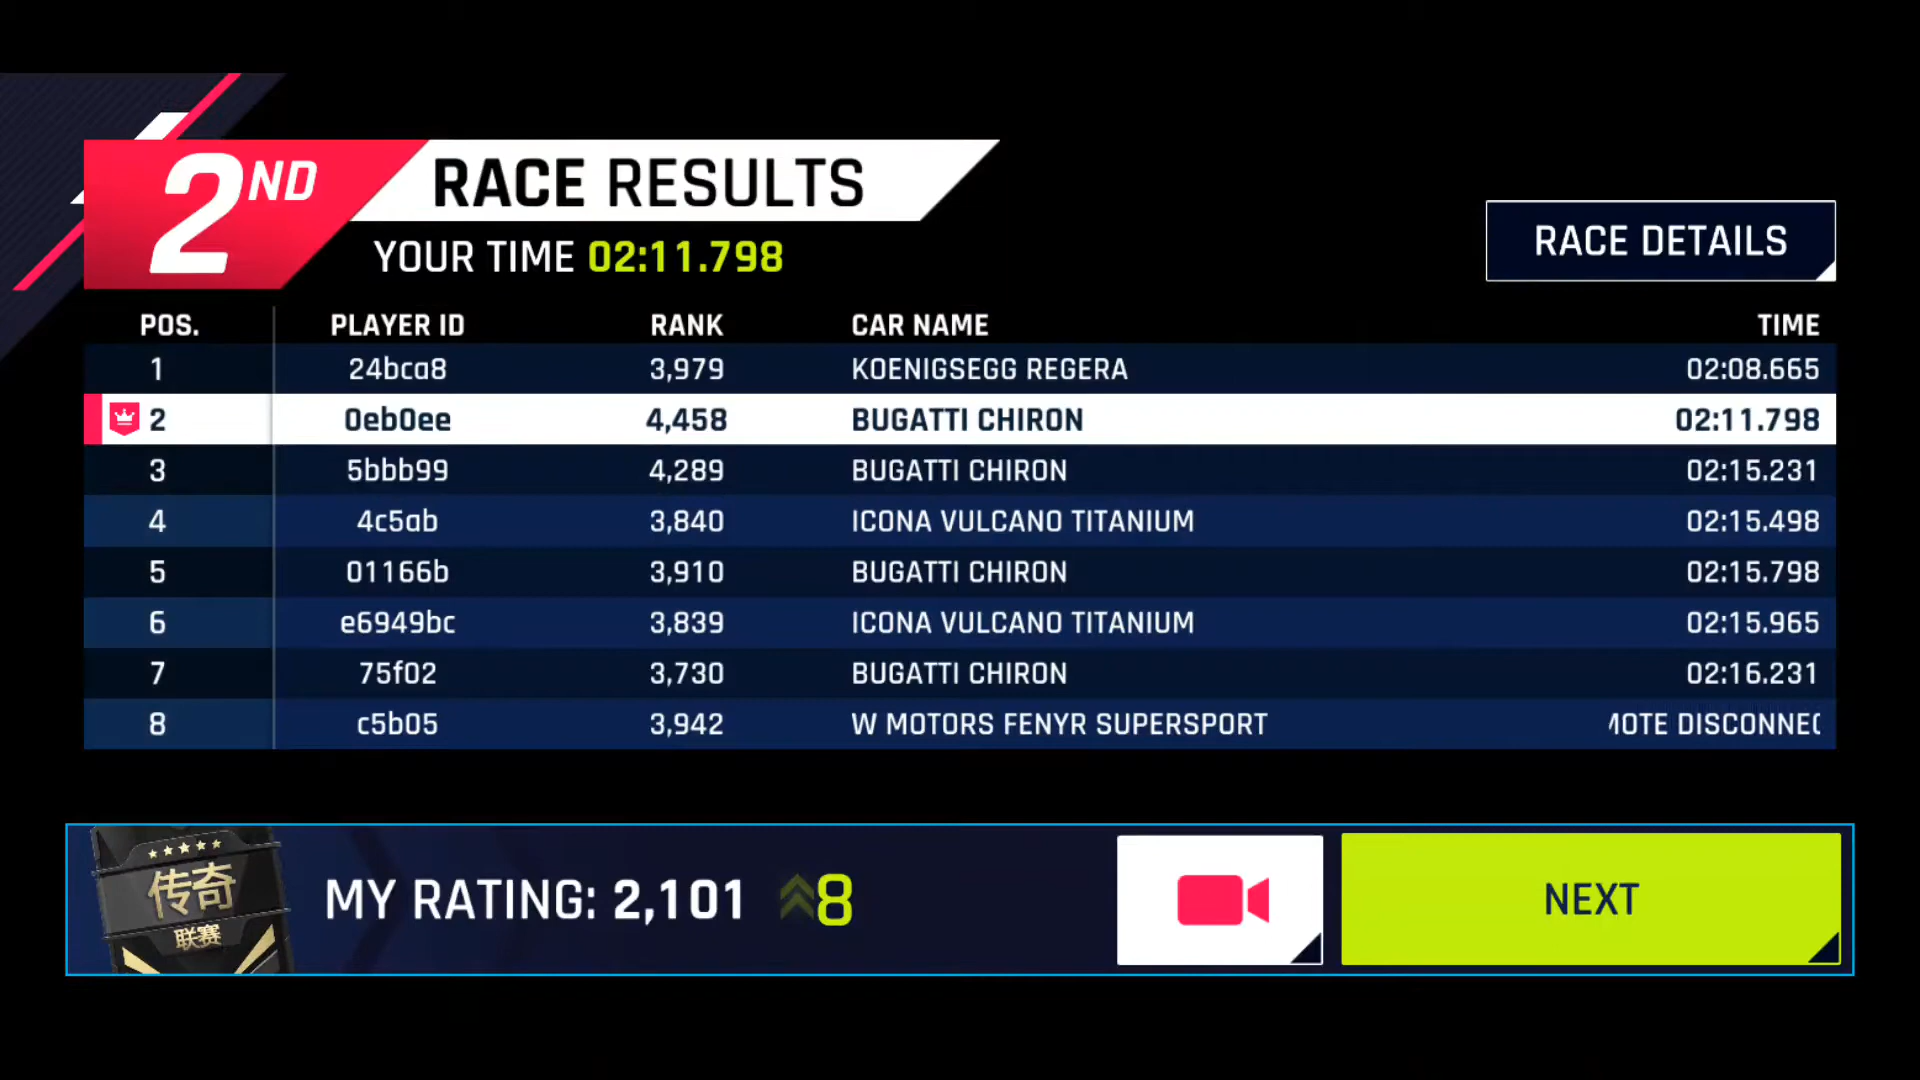 2ND
RACE RESULTS
YOUR TIME 02:11.798
RACE DETAILS
POS. PLAYER ID RANK CAR NAME TIME
1 24bca8 3,979 KOENIGSEGG REGERA 02:08.665
2 0eb0ee 4,458 BUGATTI CHIRON 02:11.798
3 5bbb99 4,289 BUGATTI CHIRON 02:15.231
4 4c5ab 3,840 ICONA VULCANO TITANIUM 02:15.498
5 01166b 3,910 BUGATTI CHIRON 02:15.798
6 e6949bc 3,839 ICONA VULCANO TITANIUM 02:15.965
7 75f02 3,730 BUGATTI CHIRON 02:16.231
8 c5b05 3,942 W MOTORS FENYR SUPERSPORT MOTE DISCONNEC
传奇
联赛
MY RATING: 2,101 8
NEXT